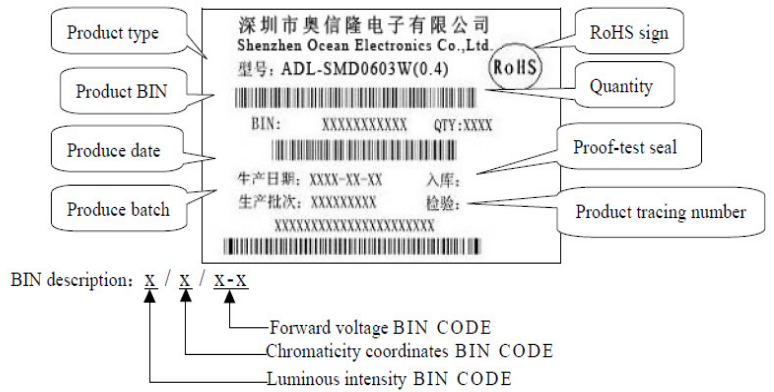 Product type
深圳市奥信隆电子有限公司
RoHS sign
Shenzhen Ocean Electronics Co.,Ltd.
型号：ADL-SMD0603W(0.4)
RoHS
Product BIN
Quantity
BIN: XXXXXXXXXXX QTY:XXXX
Produce date
Proof-test seal
生产日期：XXXX-XX-XX 入库：
Produce batch
生产批次：XXXXXXXXX 检验：
Product tracing number
XXXXXXXXXXXXXXXXXXXXXX
BIN description: x / x / x-x
Forward voltage BIN CODE
Chromaticity coordinates BIN CODE
Luminous intensity BIN CODE